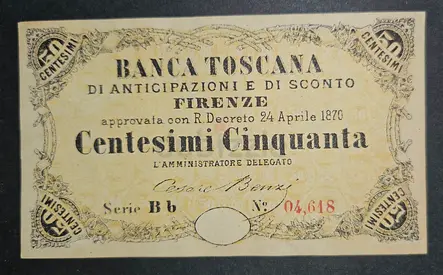 50
CENTESIMI
50
CENTESIMI
BANCA TOSCANA
DI ANTICIPAZIONI E DI SCONTO
FIRENZE
approvata con R. Decreto 24 Aprile 1870
Centesimi Cinquanta
L'AMMINISTRATORE DELEGATO
Cesare Benzi
Serie B b Nº 04,618
50
CENTESIMI
50
CENTESIMI